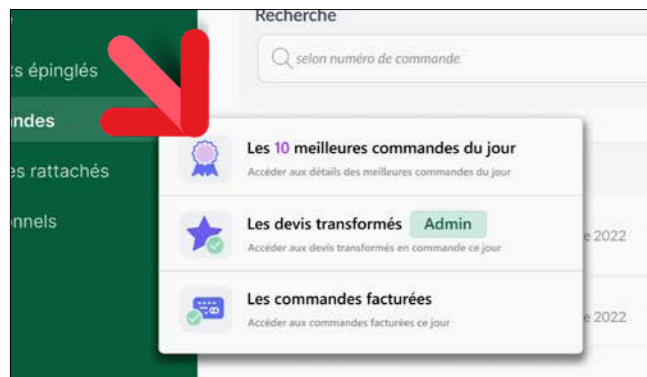 Recherche
selon numéro de commande
ts épinglés
ndes
es rattachés
nnels
Les 10 meilleures commandes du jour
Accéder aux détails des meilleures commandes du jour
Les devis transformés Admin
Accéder aux devis transformés en commande ce jour
Les commandes facturées
Accéder aux commandes facturées ce jour
e 2022
e 2022